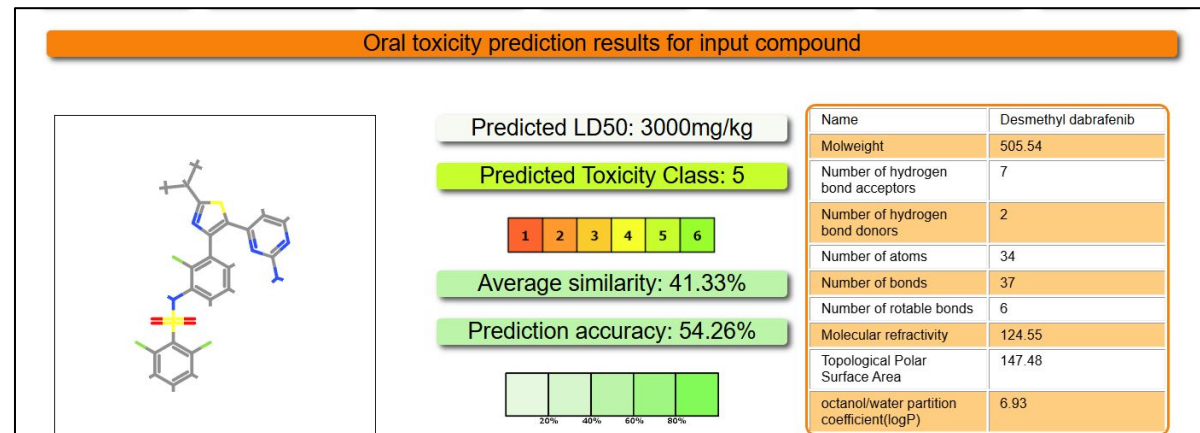 Oral toxicity prediction results for input compound
Predicted LD50: 3000mg/kg
Predicted Toxicity Class: 5
1 2 3 4 5 6
Average similarity: 41.33%
Prediction accuracy: 54.26%
20% 40% 60% 80%
Name Desmethyl dabrafenib
Molweight 505.54
Number of hydrogen
bond acceptors 7
Number of hydrogen
bond donors 2
Number of atoms 34
Number of bonds 37
Number of rotable bonds 6
Molecular refractivity 124.55
Topological Polar
Surface Area 147.48
octanol/water partition
coefficient(logP) 6.93